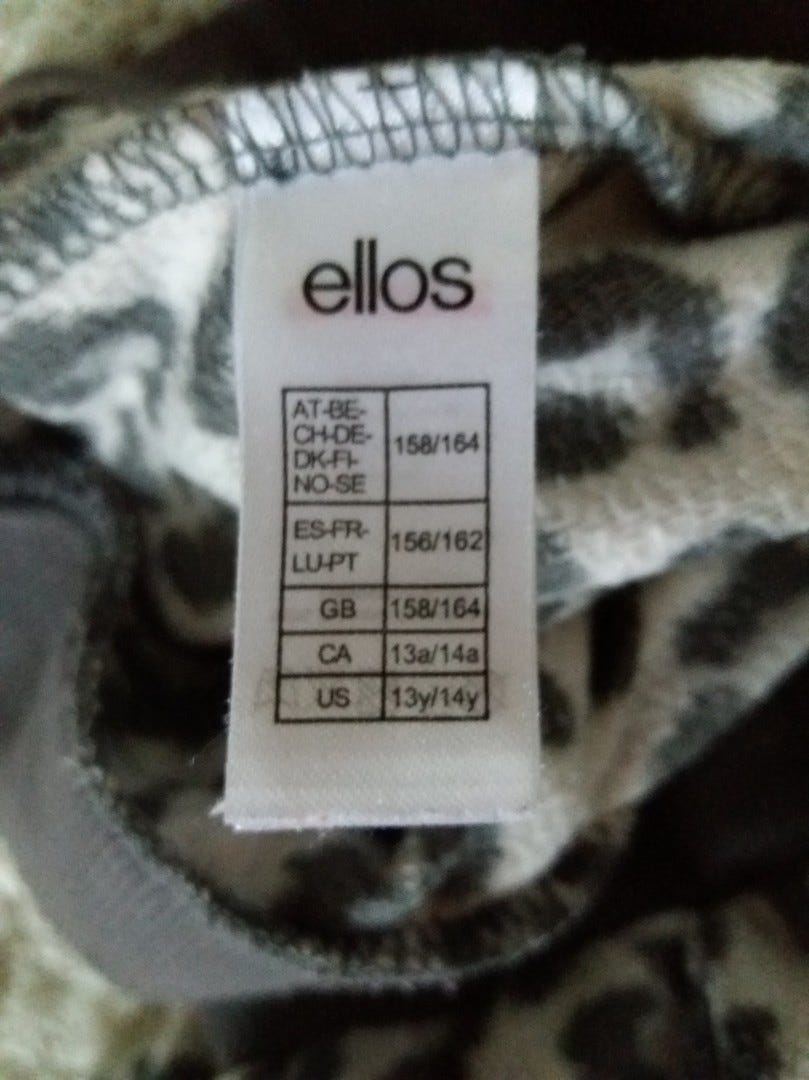 ellos
AT-BE-
CH-DE-
DK-FI-
NO-SE
158/164
ES-FR-
LU-PT
156/162
GB 158/164
CA 13a/14a
US 13y/14y